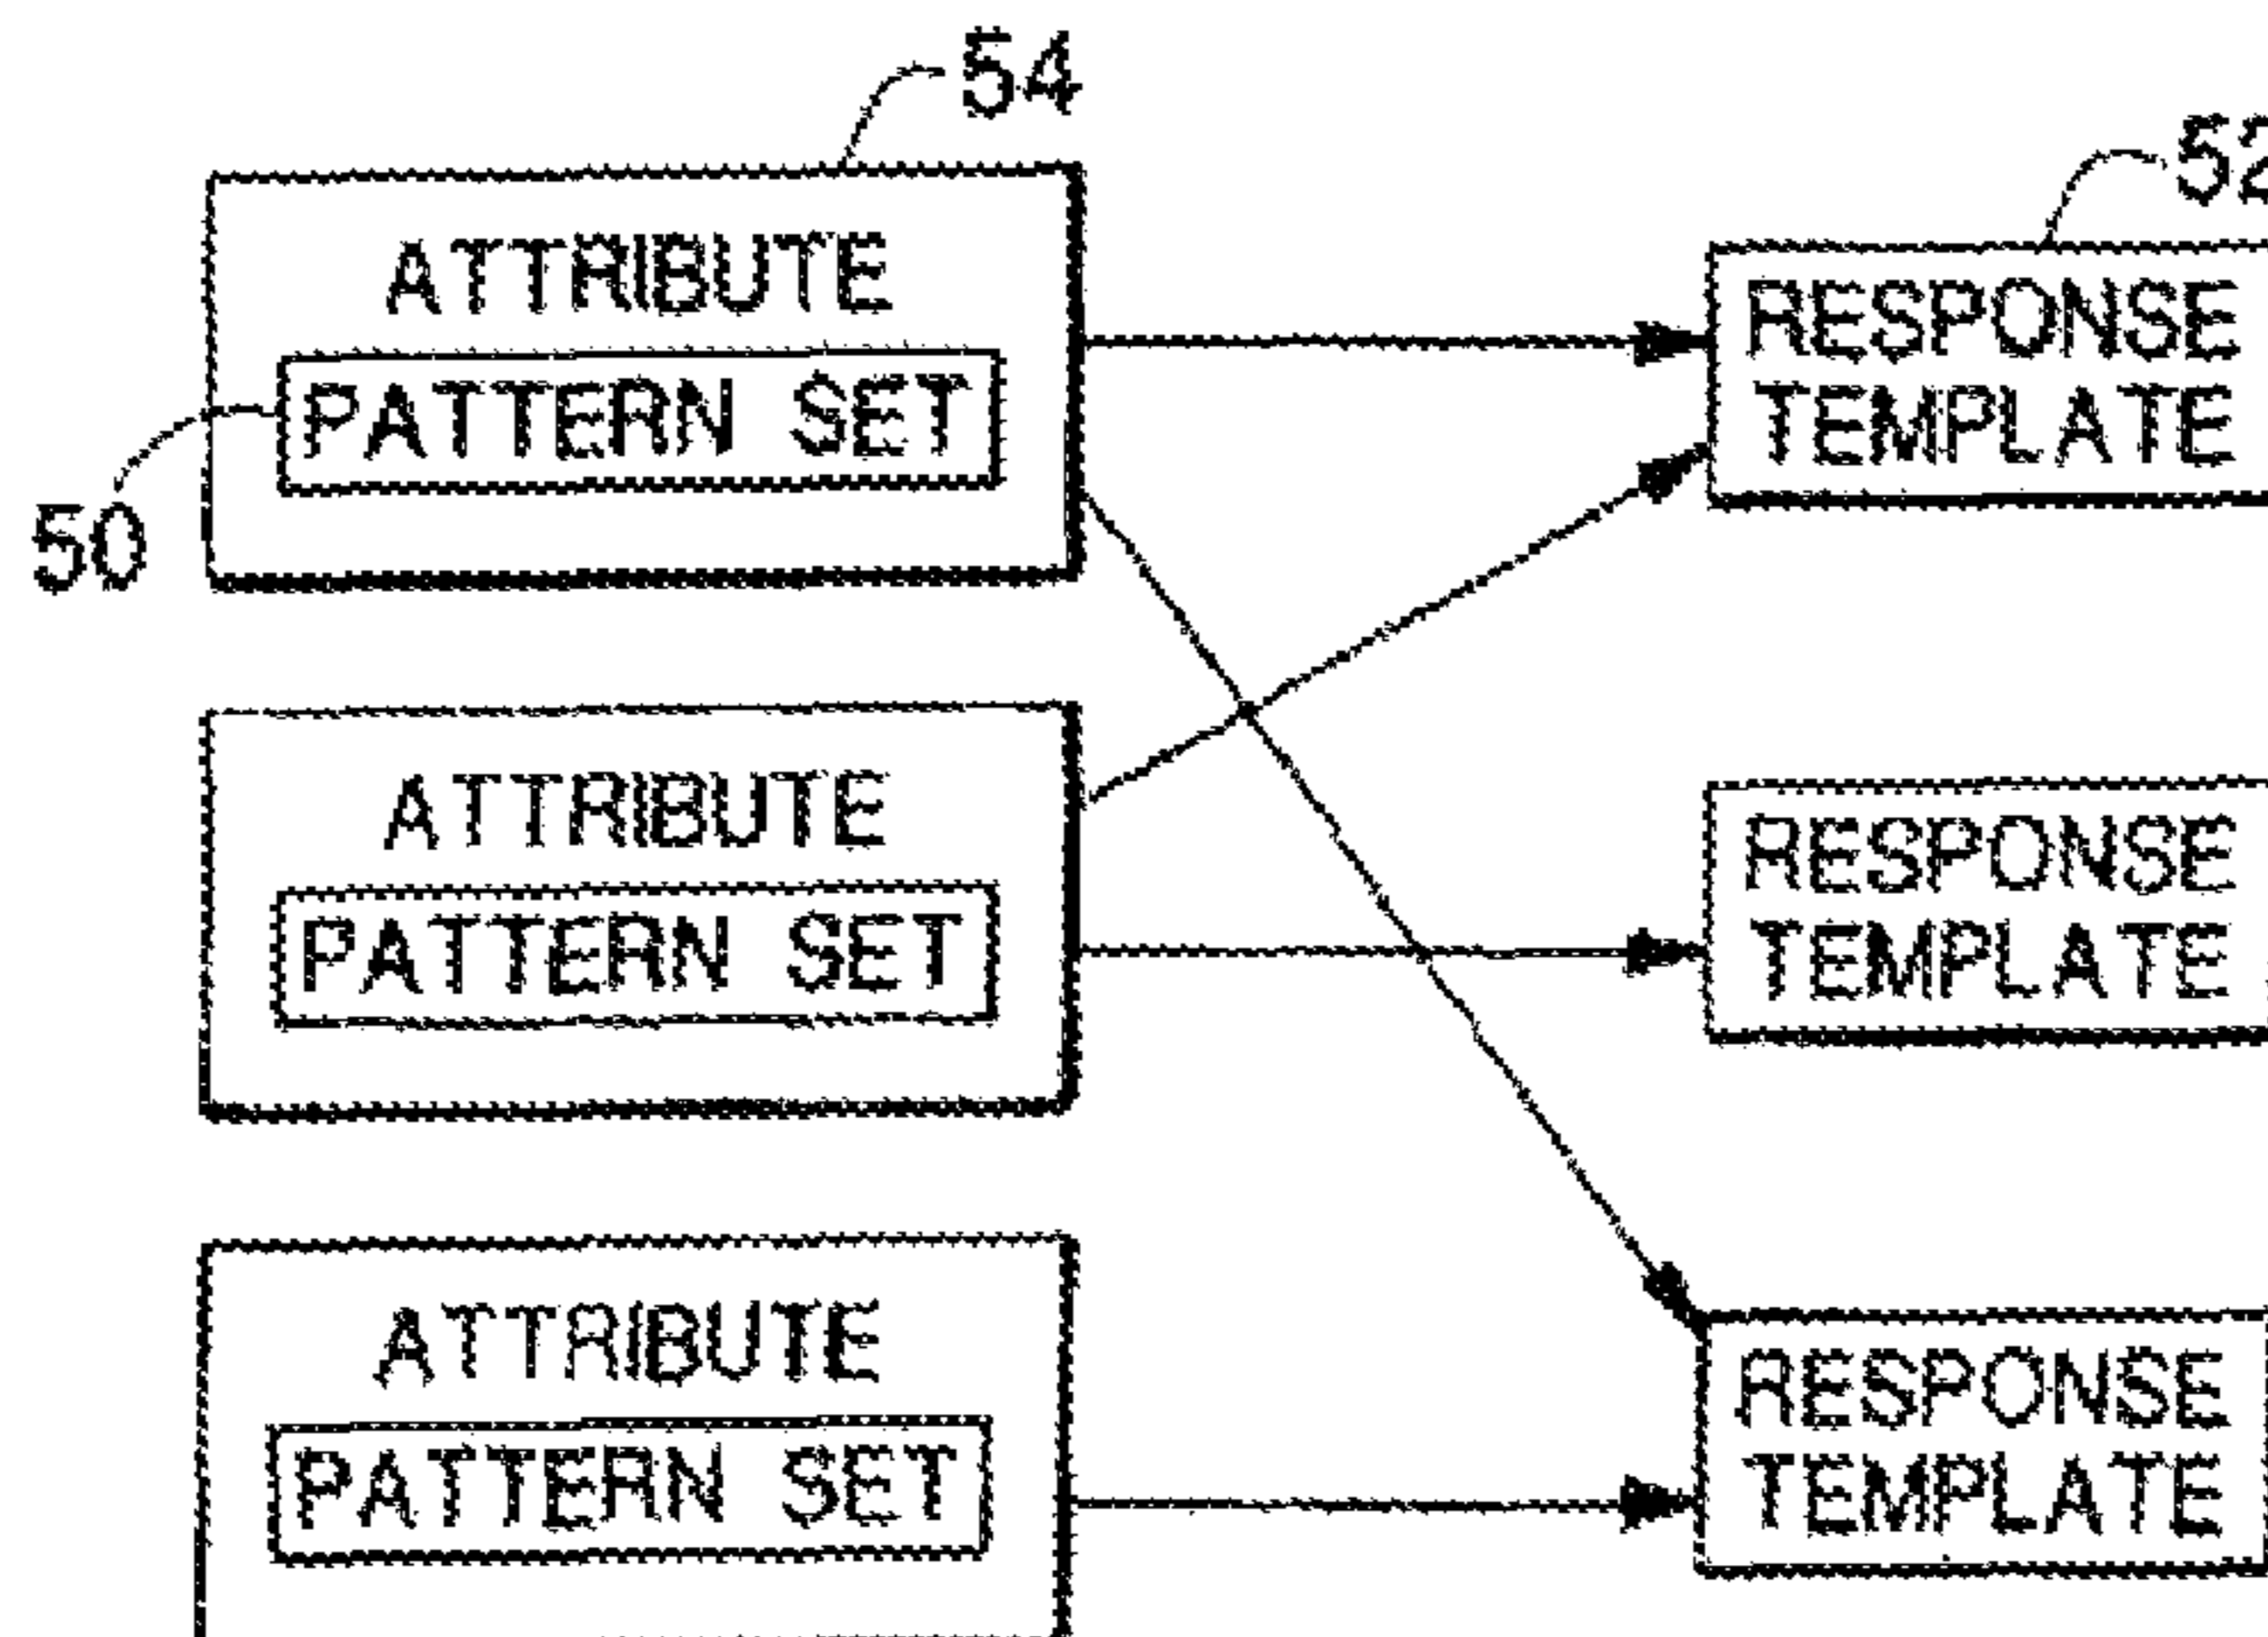 54
52
ATTRIBUTE
PATTERN SET
50
RESPONSE
TEMPLATE
ATTRIBUTE
PATTERN SET
RESPONSE
TEMPLATE
ATTRIBUTE
PATTERN SET
RESPONSE
TEMPLATE